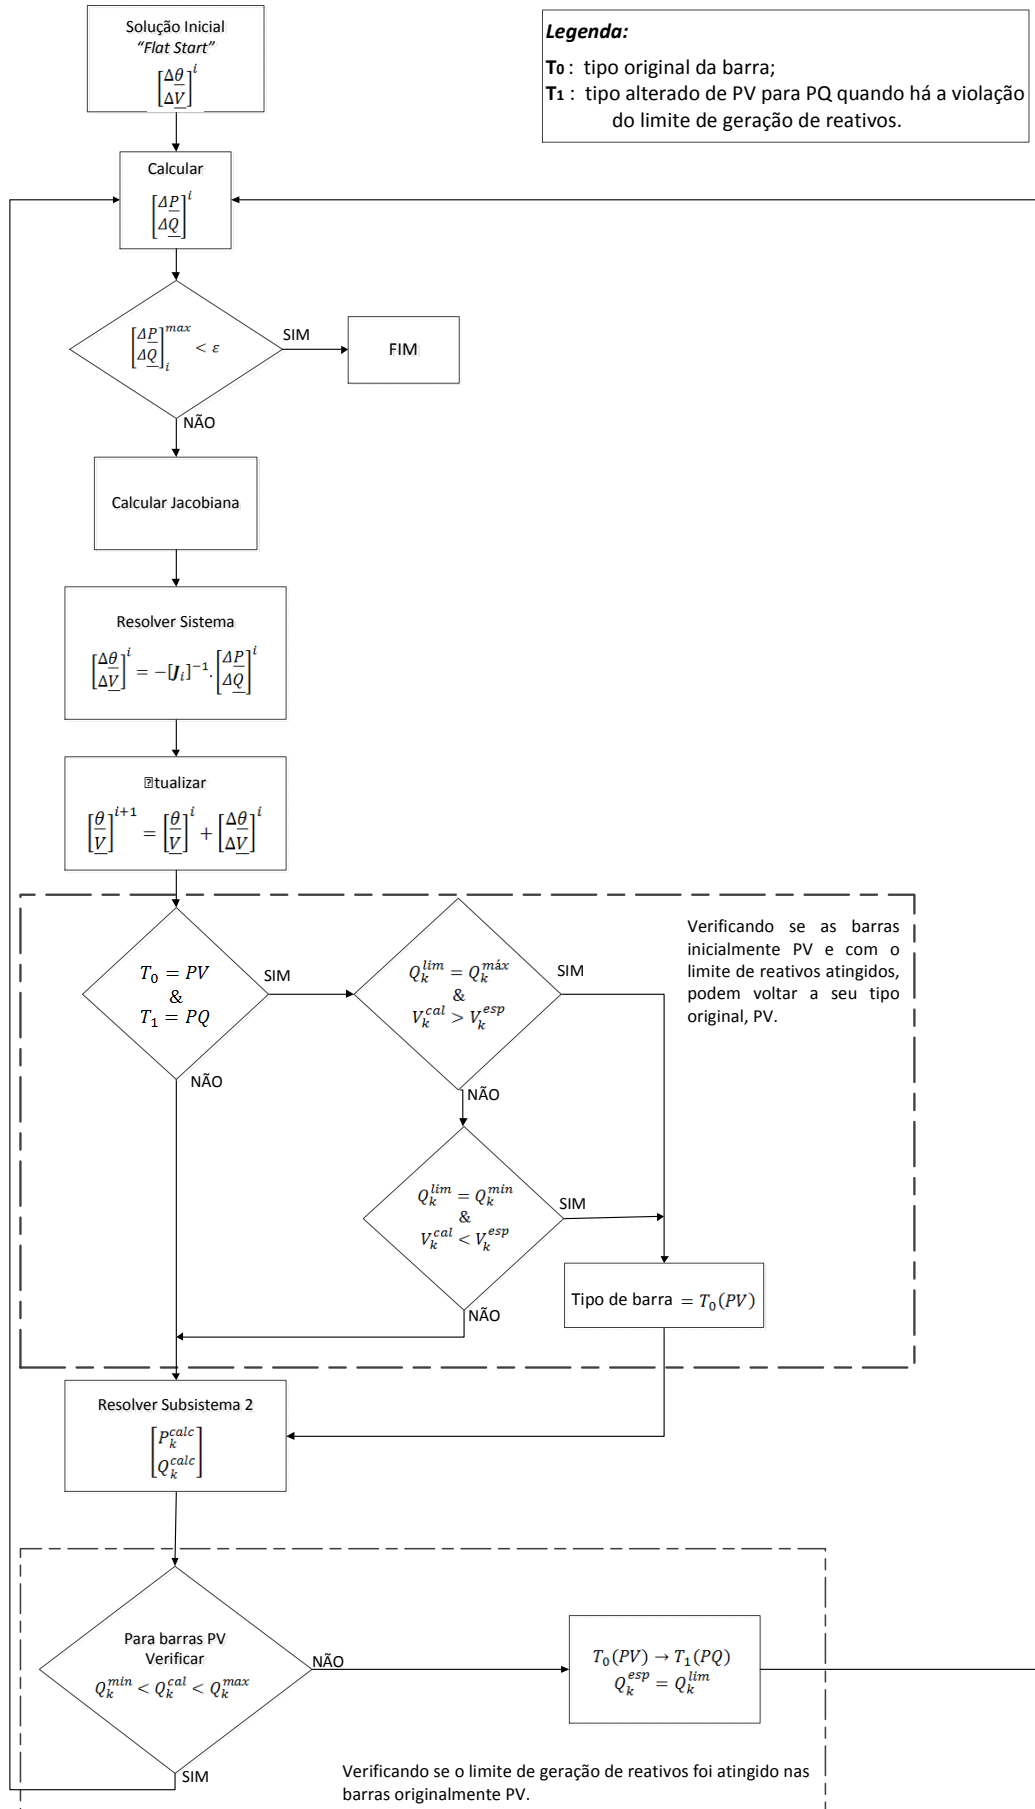 Solução Inicial
“Flat Start”
[Δθ ΔV]^i
Legenda:
T0 : tipo original da barra;
T1 : tipo alterado de PV para PQ quando há a violação
do limite de geração de reativos.
Calcular
[ΔP ΔQ]^i
[ΔP ΔQ]_i^max < ε
SIM
FIM
NÃO
Calcular Jacobiana
Resolver Sistema
[Δθ ΔV]^i = −[J_i]^−1 . [ΔP ΔQ]^i
tualizar
[θ V]^i+1 = [θ V]^i + [Δθ ΔV]^i
T_0 = PV
&
T_1 = PQ
SIM
NÃO
Q_k^lim = Q_k^máx
&
V_k^cal > V_k^esp
SIM
NÃO
Verificando se as barras
inicialmente PV e com o
limite de reativos atingidos,
podem voltar a seu tipo
original, PV.
Q_k^lim = Q_k^min
&
V_k^cal < V_k^esp
SIM
NÃO
Tipo de barra = T_0(PV)
Resolver Subsistema 2
[P_k^calc Q_k^calc]
Para barras PV
Verificar
Q_k^min < Q_k^cal < Q_k^max
NÃO
SIM
T_0(PV) → T_1(PQ)
Q_k^esp = Q_k^lim
Verificando se o limite de geração de reativos foi atingido nas
barras originalmente PV.